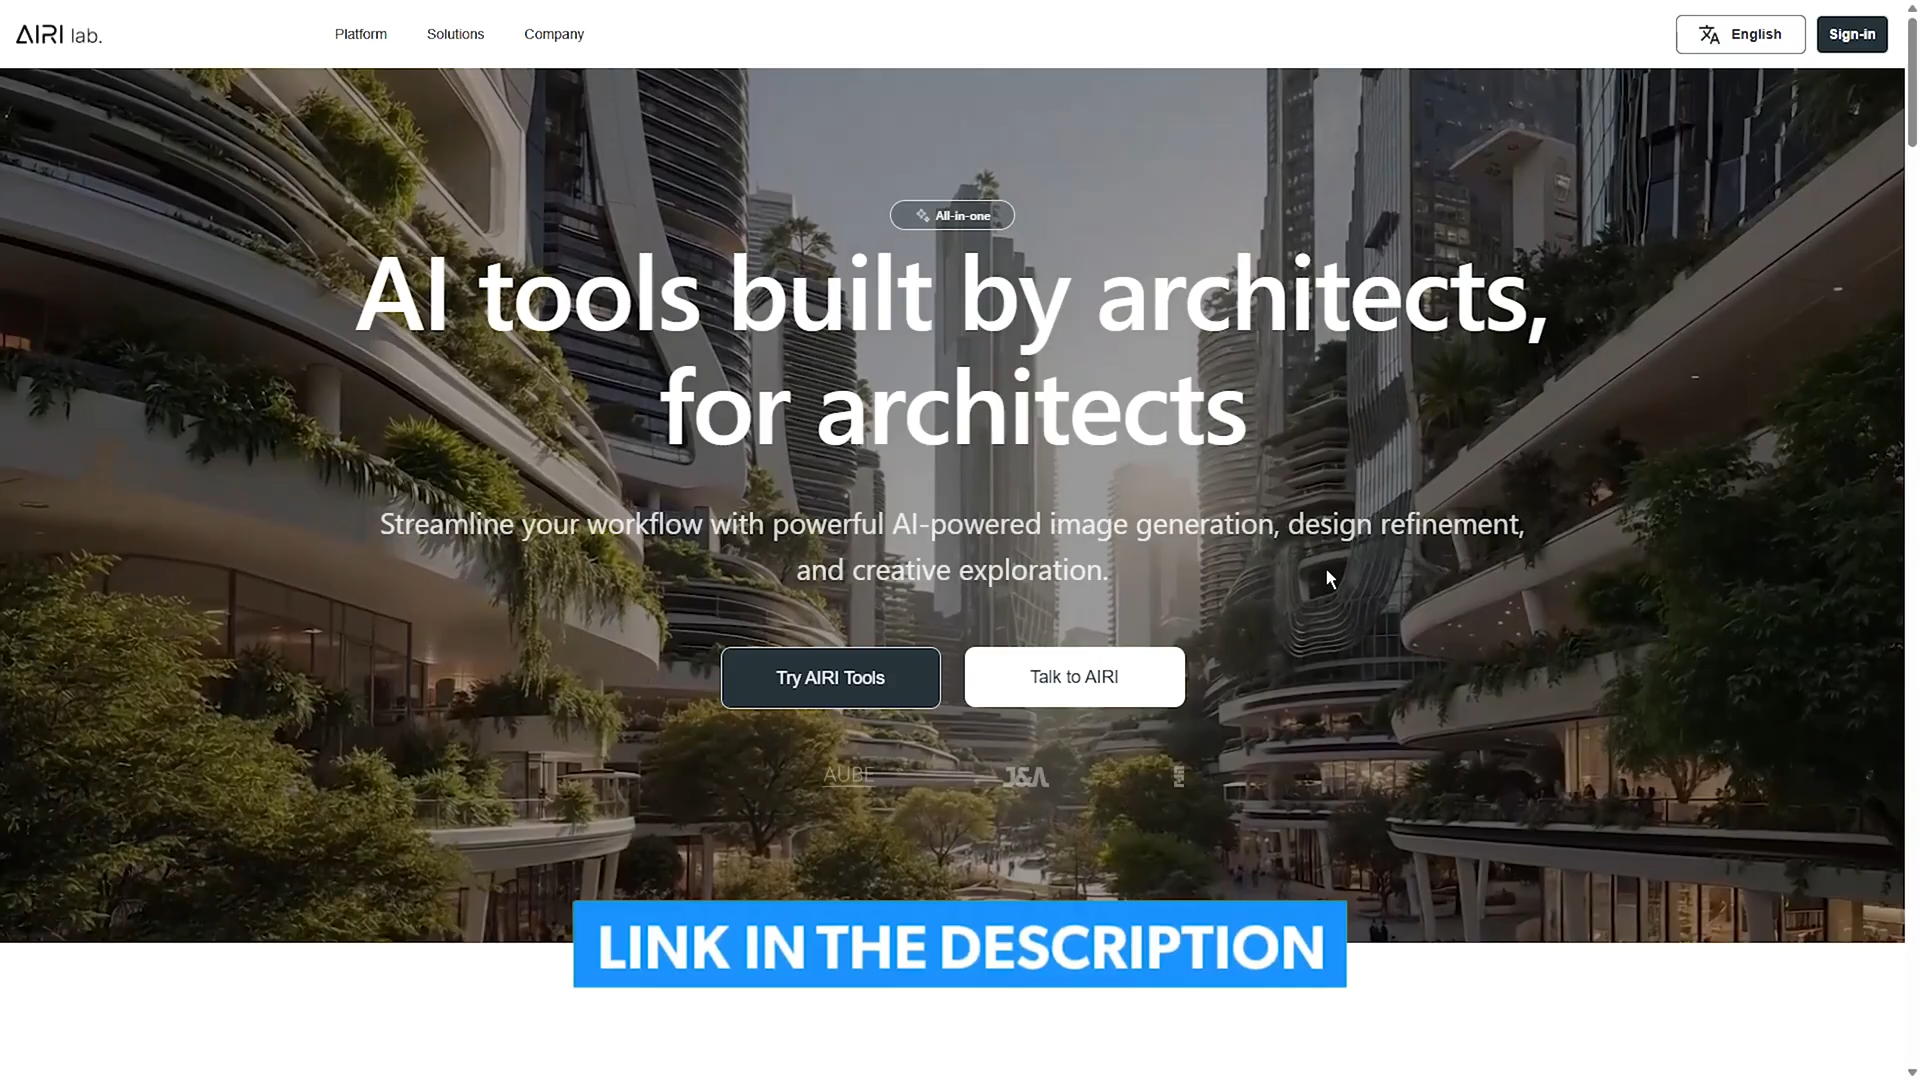 AIRI lab.
Platform
Solutions
Company
English
Sign-in
All-in-one
AI tools built by architects,
for architects
Streamline your workflow with powerful AI-powered image generation, design refinement,
and creative exploration.
Try AIRI Tools
Talk to AIRI
AUBE
J&A
LINK IN THE DESCRIPTION